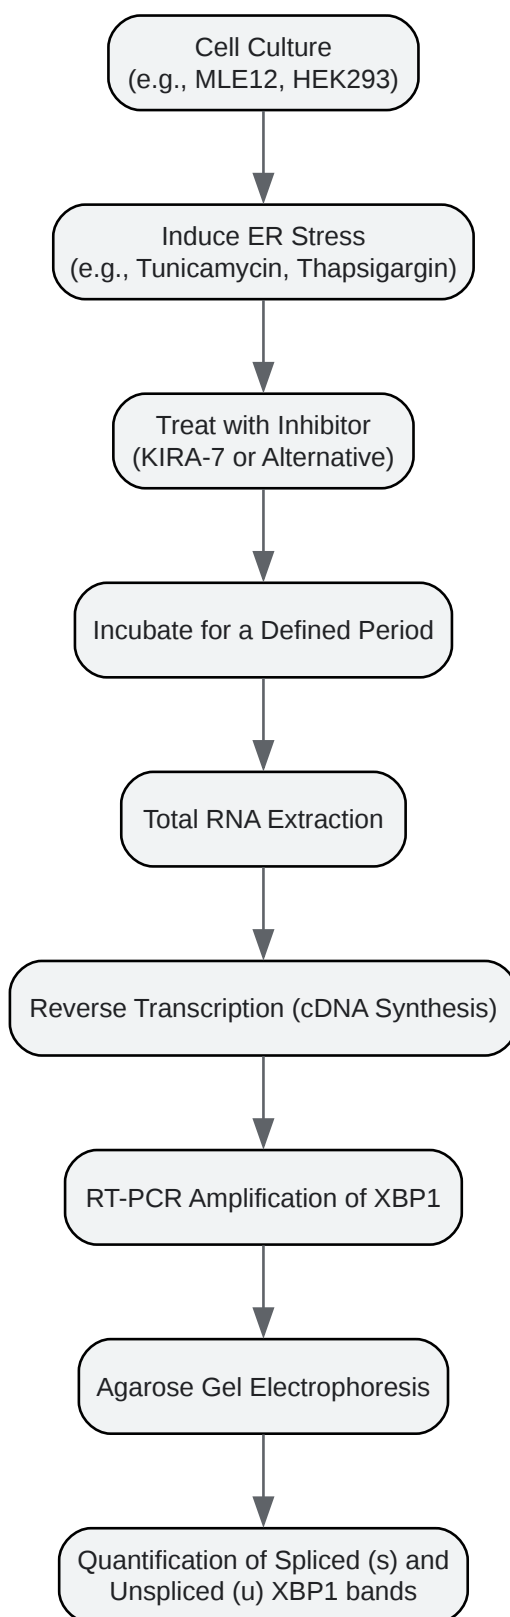 Cell Culture
(e.g., MLE12, HEK293)
Induce ER Stress
(e.g., Tunicamycin, Thapsigargin)
Treat with Inhibitor
(KIRA-7 or Alternative)
Incubate for a Defined Period
Total RNA Extraction
Reverse Transcription (cDNA Synthesis)
RT-PCR Amplification of XBP1
Agarose Gel Electrophoresis
Quantification of Spliced (s) and
Unspliced (u) XBP1 bands